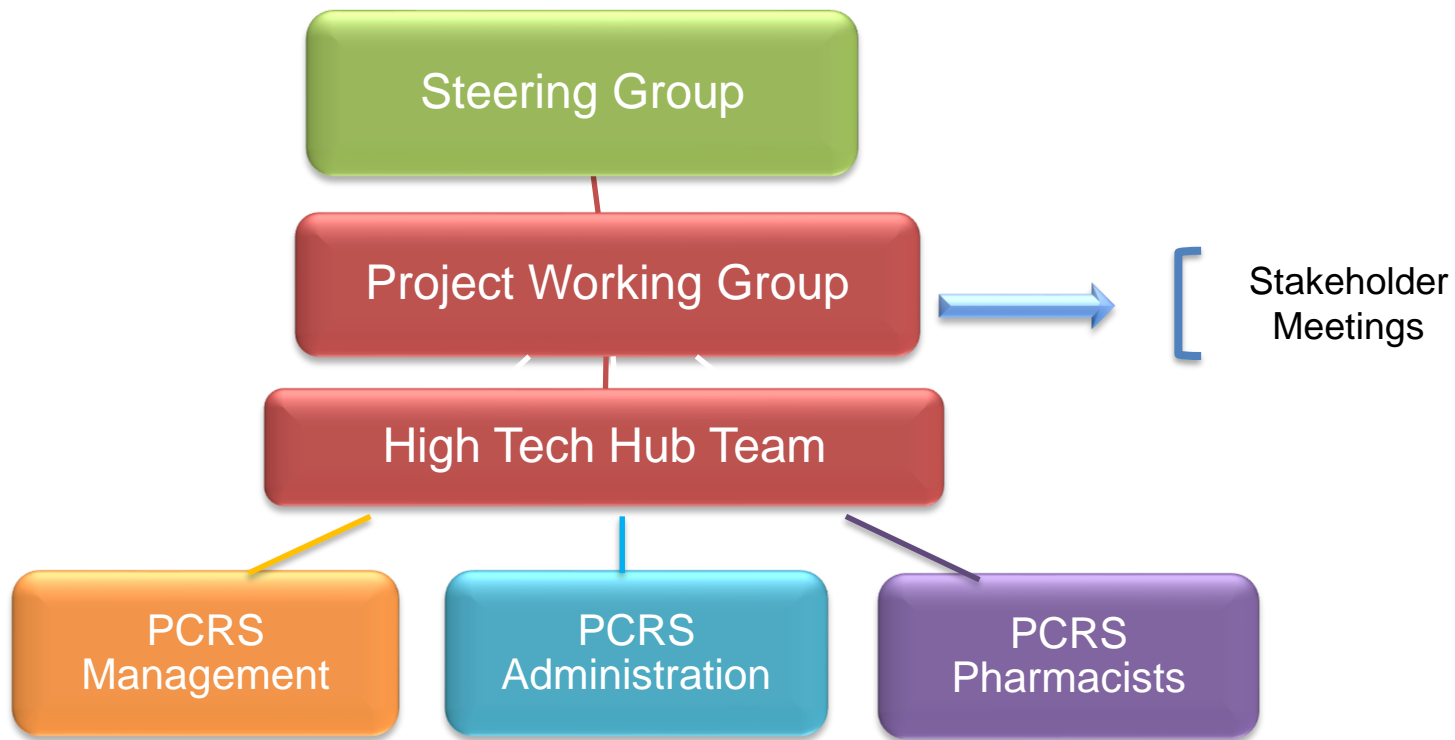 Steering Group
Project Working Group
Stakeholder
Meetings
High Tech Hub Team
PCRS
Management
PCRS
Administration
PCRS
Pharmacists